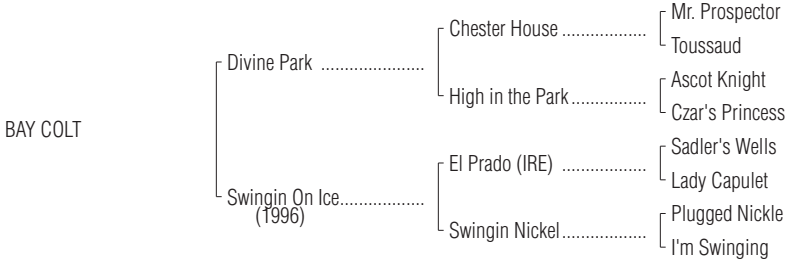 Mr. Prospector
Chester House ..................
Toussaud
Divine Park ......................
Ascot Knight
High in the Park................
Czar's Princess
BAY COLT
Sadler's Wells
El Prado (IRE) ..................
Lady Capulet
Swingin On Ice..................
(1996)
Plugged Nickle
Swingin Nickel..................
I'm Swinging